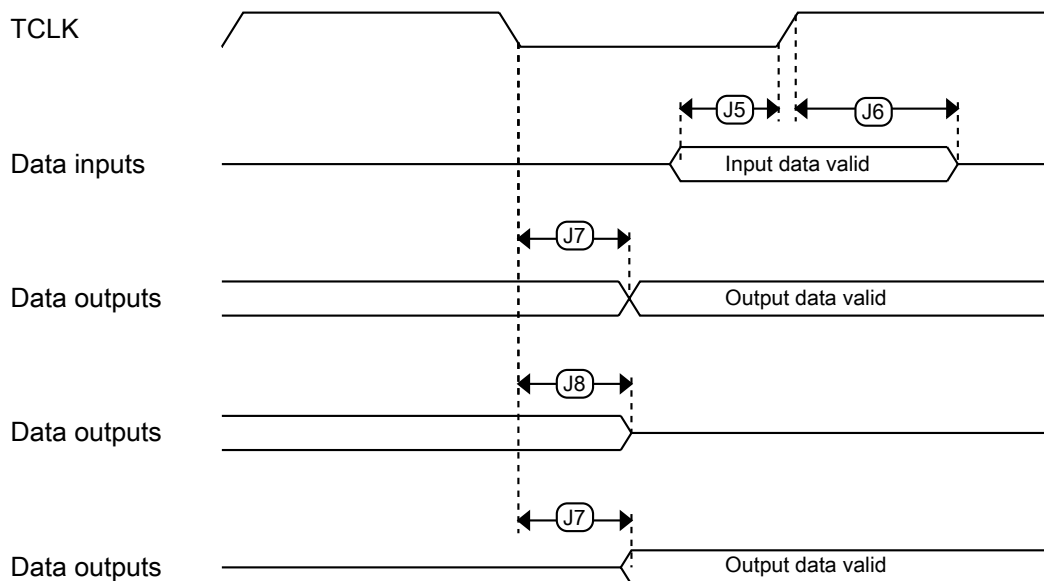 TCLK
J5
J6
Data inputs
Input data valid
J7
Data outputs
Output data valid
J8
Data outputs
J7
Data outputs
Output data valid